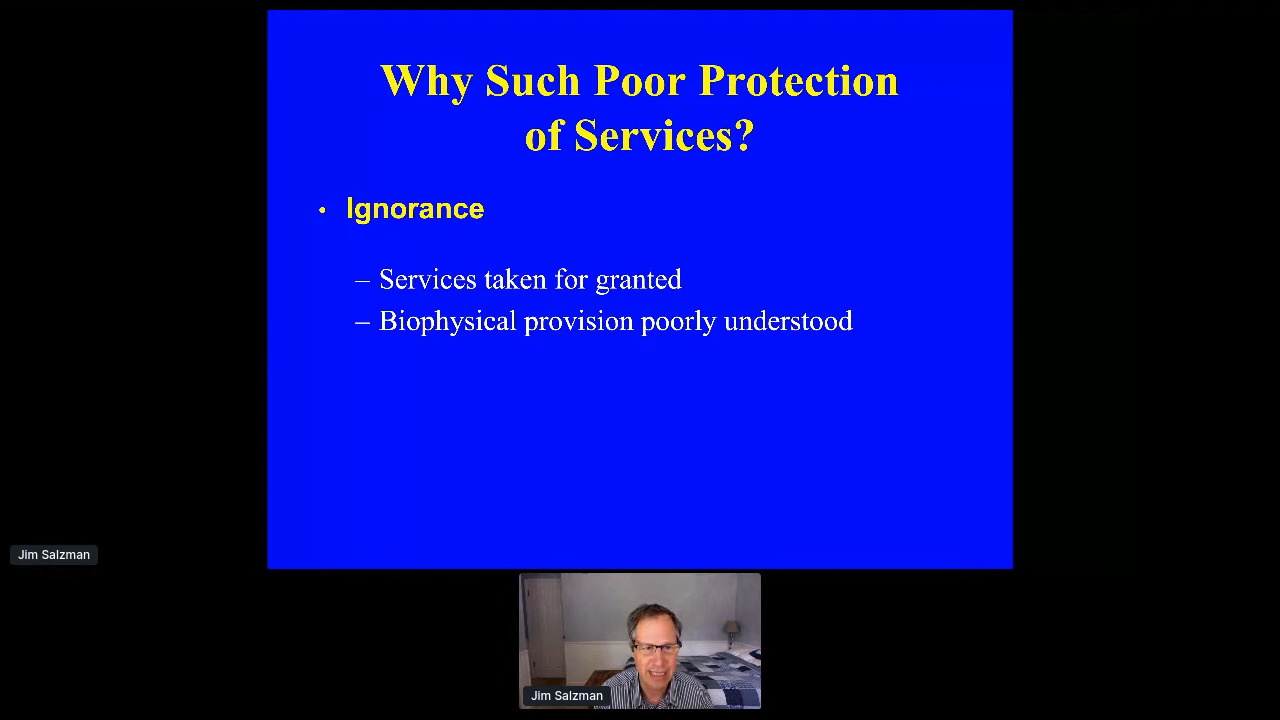 Why Such Poor Protection
of Services?
• Ignorance
– Services taken for granted
– Biophysical provision poorly understood
Jim Salzman
Jim Salzman